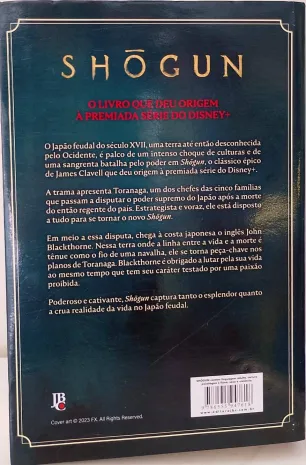 SHŌGUN
O LIVRO QUE DEU ORIGEM
À PREMIADA SÉRIE DO DISNEY+
O Japão feudal do século XVII, uma terra até então desconhecida
pelo Ocidente, é palco de um intenso choque de culturas e de
uma sangrenta batalha pelo poder em Shōgun, o clássico épico
de James Clavell que deu origem à premiada série do Disney+.
A trama apresenta Toranaga, um dos chefes das cinco famílias
que passam a disputar o poder supremo do Japão após a morte
do então regente do país. Estrategista e voraz, ele está disposto
a tudo para se tornar o novo Shōgun.
Em meio a essa disputa, chega à costa japonesa o inglês John
Blackthorne. Nessa terra onde a linha entre a vida e a morte é
tênue como o fio de uma navalha, ele se torna peça-chave nos
planos de Toranaga. Blackthorne é obrigado a lutar pela sua vida
ao mesmo tempo que tem seu caráter testado por uma paixão
proibida.
Poderoso e cativante, Shōgun captura tanto o esplendor quanto
a crua realidade da vida no Japão feudal.
JBC
Cover art © 2023 FX. All Rights Reserved.